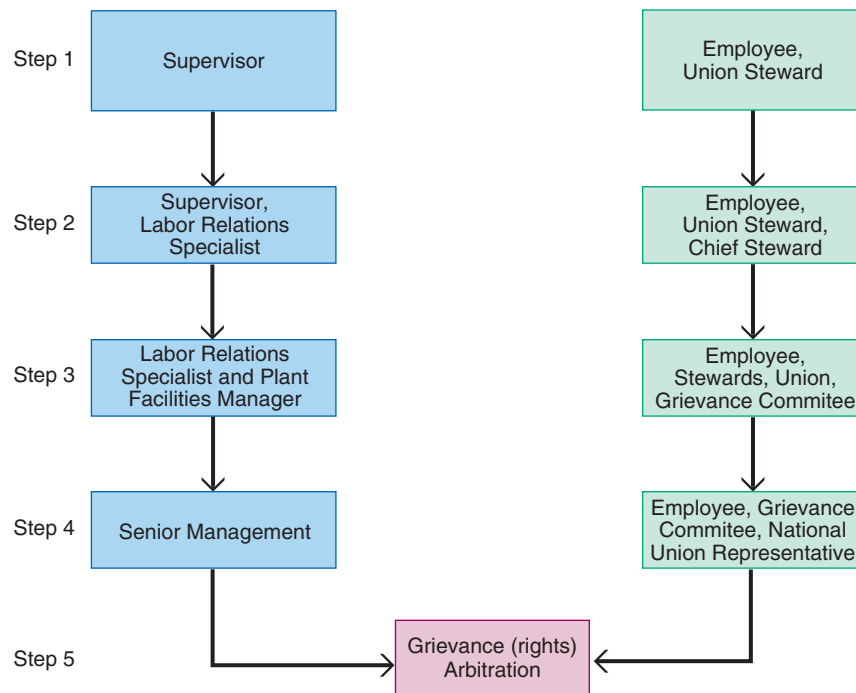 Step 1
Supervisor
Employee,
Union Steward
Step 2
Supervisor,
Labor Relations
Specialist
Employee,
Union Steward,
Chief Steward
Step 3
Labor Relations
Specialist and Plant
Facilities Manager
Employee,
Stewards, Union,
Grievance Commitee
Step 4
Senior Management
Employee, Grievance
Commitee, National
Union Representative
Step 5
Grievance (rights)
Arbitration